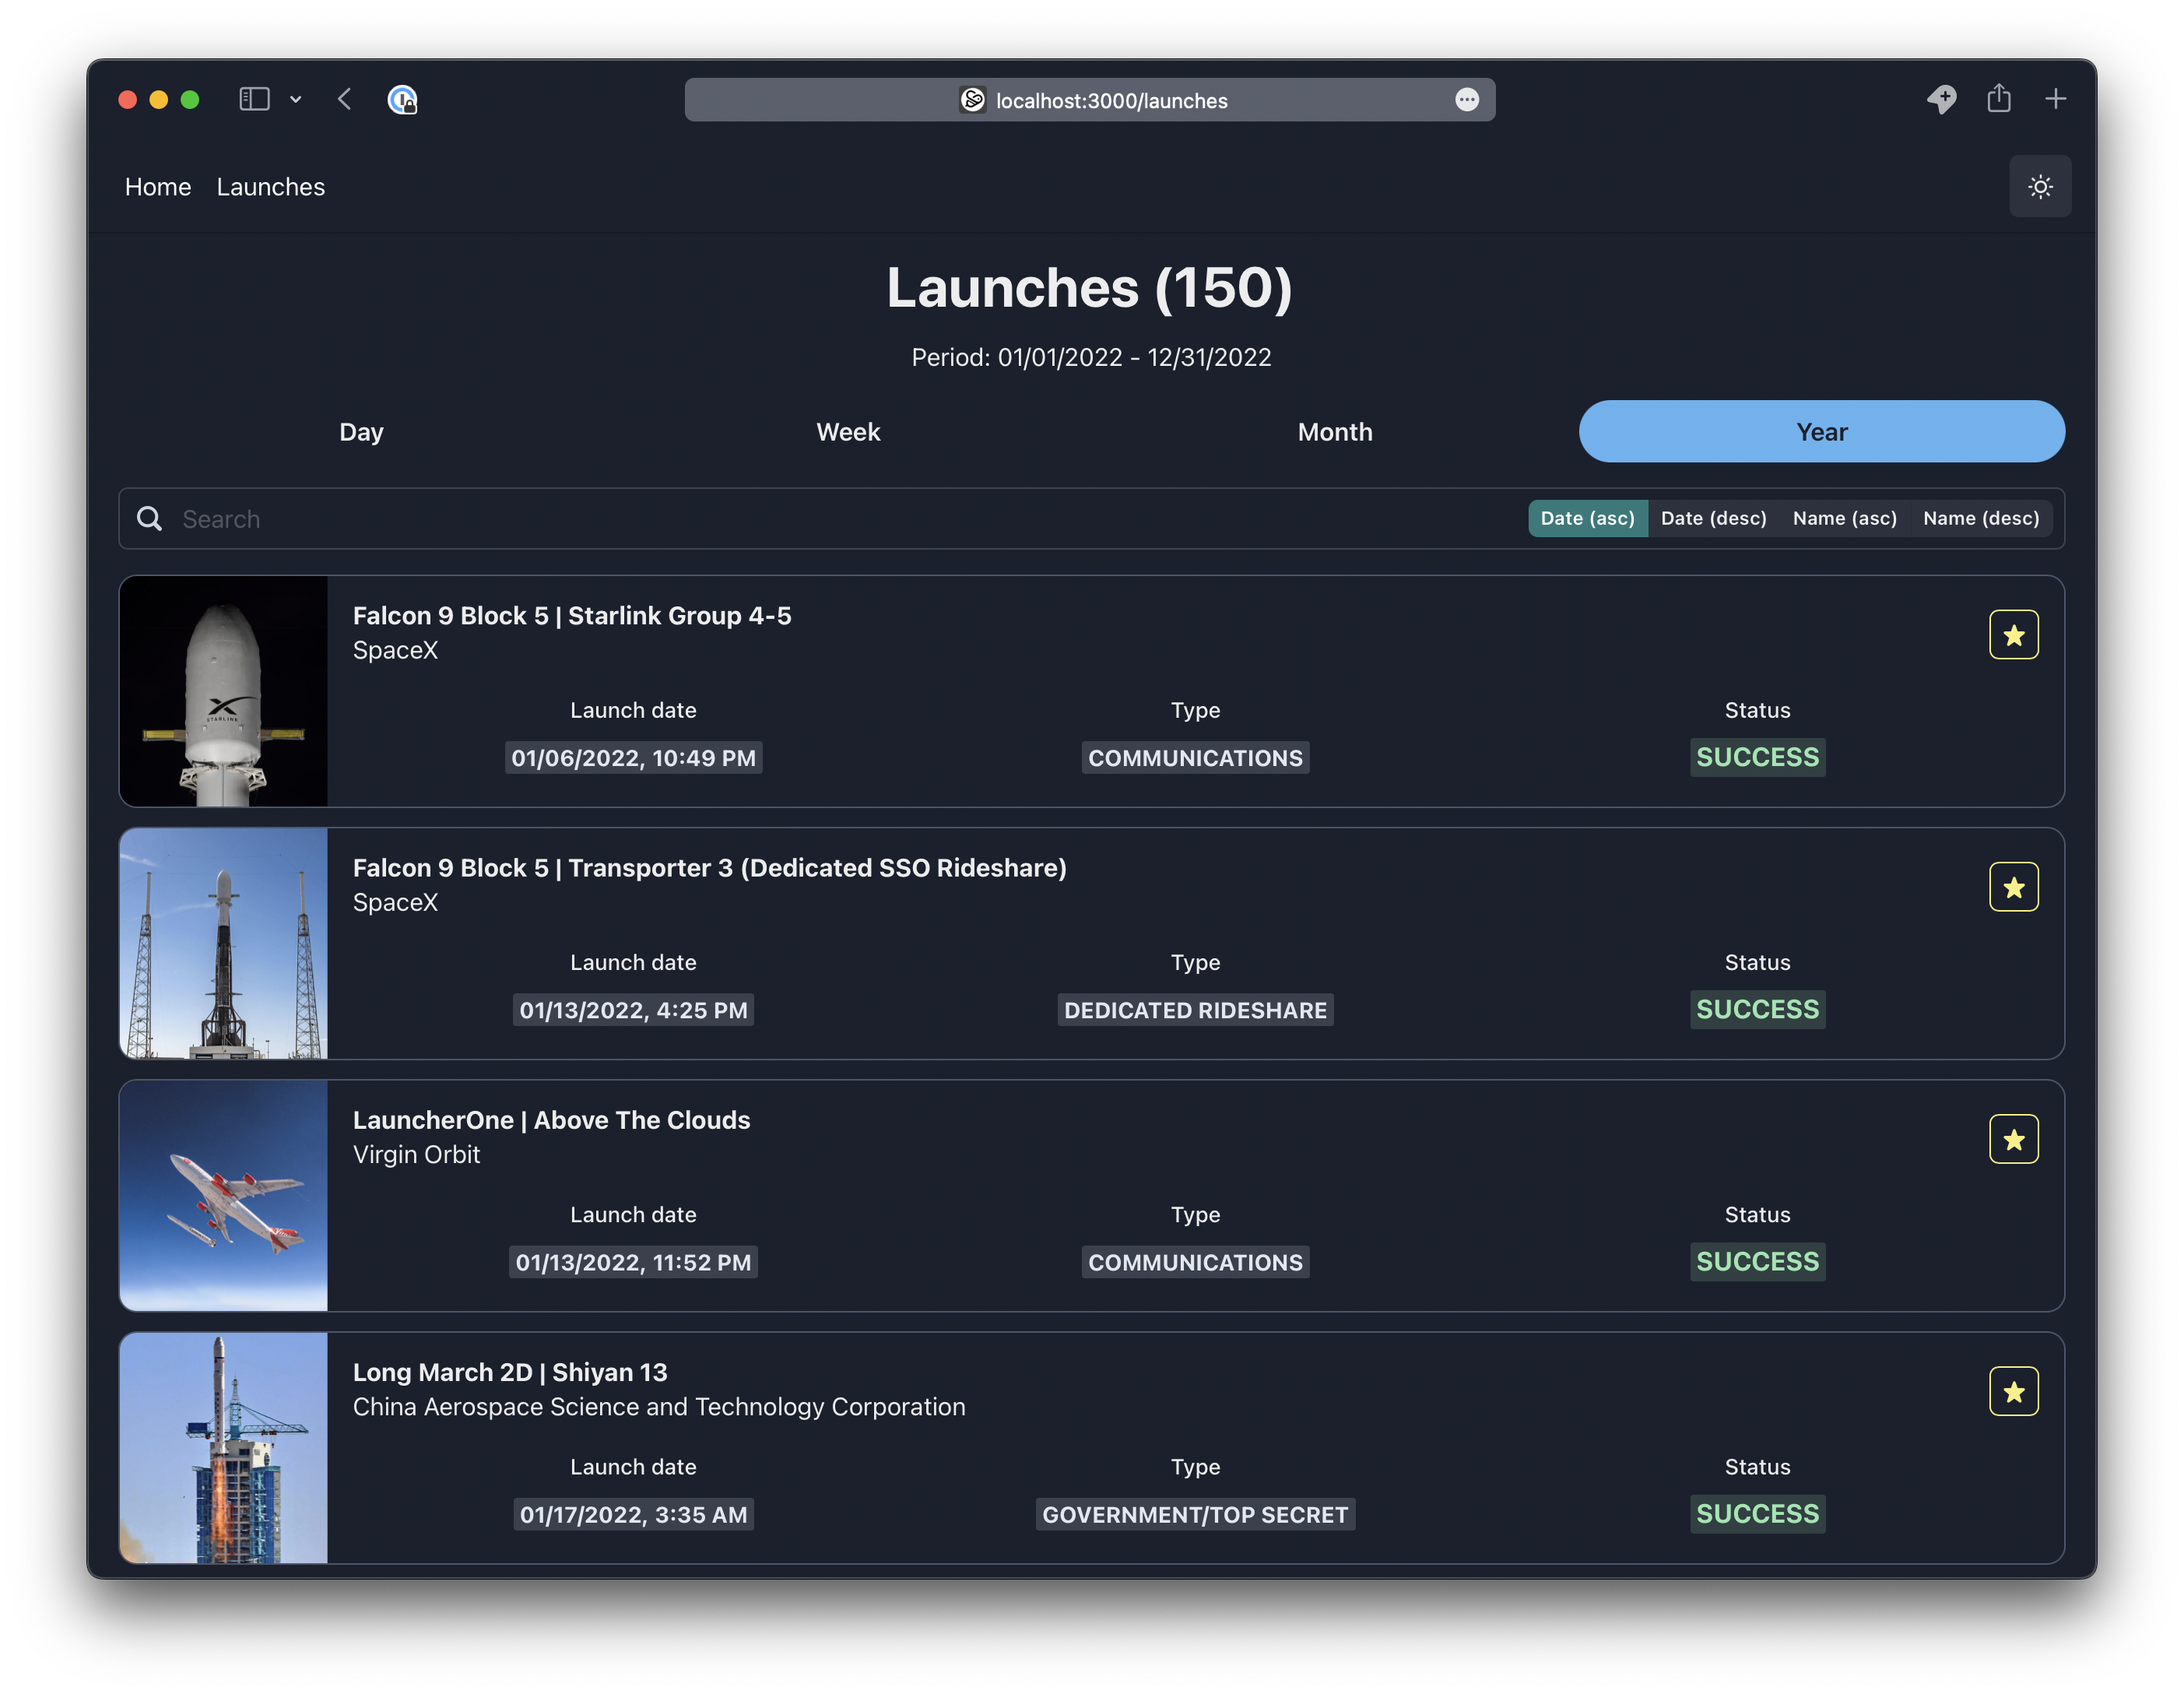 localhost:3000/launches
Home Launches
Launches (150)
Period: 01/01/2022 - 12/31/2022
Day Week Month Year
Search Date (asc) Date (desc) Name (asc) Name (desc)
Falcon 9 Block 5 | Starlink Group 4-5
SpaceX
Launch date Type Status
01/06/2022, 10:49 PM COMMUNICATIONS SUCCESS
STARLINK
Falcon 9 Block 5 | Transporter 3 (Dedicated SSO Rideshare)
SpaceX
Launch date Type Status
01/13/2022, 4:25 PM DEDICATED RIDESHARE SUCCESS
LauncherOne | Above The Clouds
Virgin Orbit
Launch date Type Status
01/13/2022, 11:52 PM COMMUNICATIONS SUCCESS
Long March 2D | Shiyan 13
China Aerospace Science and Technology Corporation
Launch date Type Status
01/17/2022, 3:35 AM GOVERNMENT/TOP SECRET SUCCESS